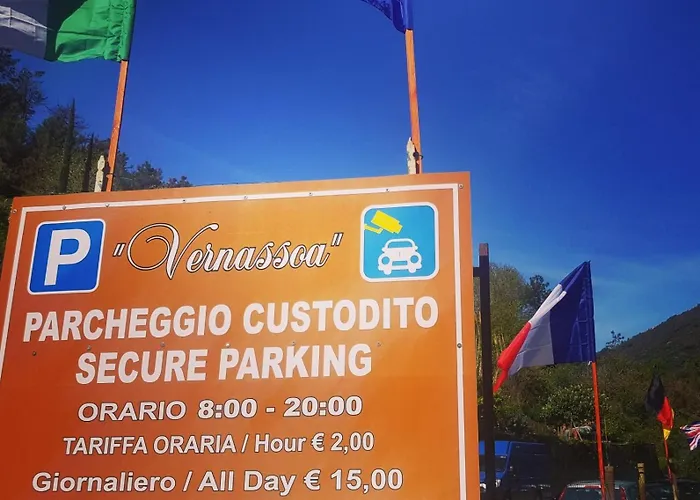 P "Vernassoa"
PARCHEGGIO CUSTODITO
SECURE PARKING
ORARIO 8:00 - 20:00
TARIFFA ORARIA / Hour € 2,00
Giornaliero / All Day € 15,00